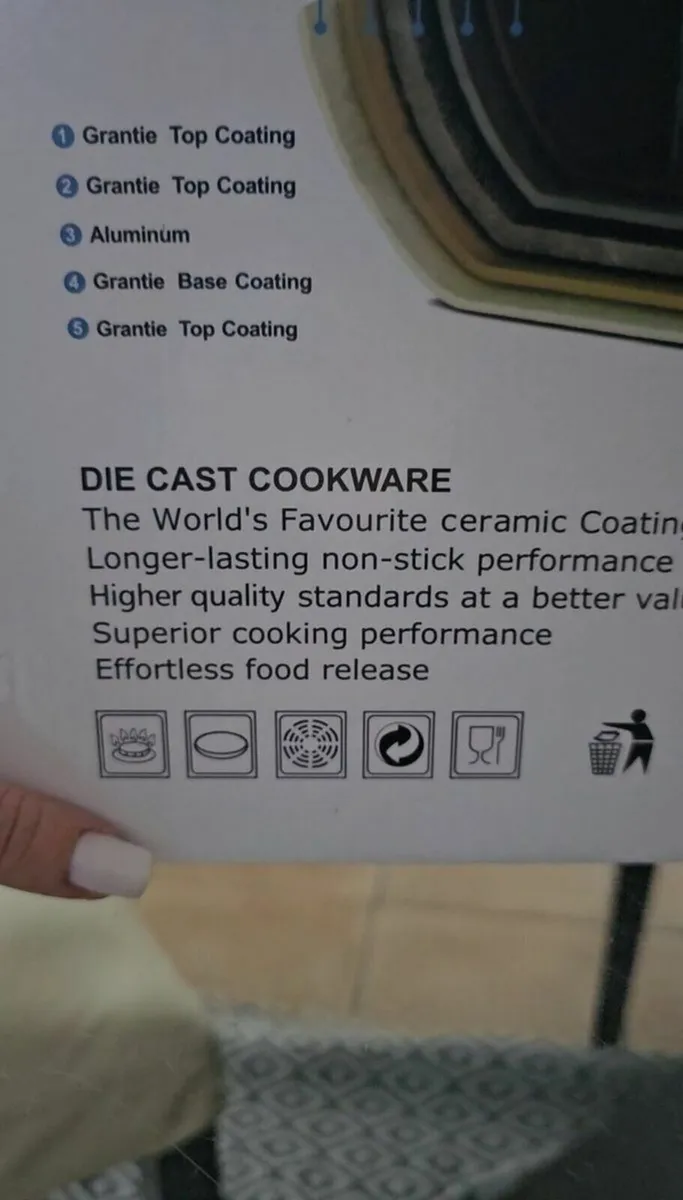 1 Grantie Top Coating
2 Grantie Top Coating
3 Aluminum
4 Grantie Base Coating
5 Grantie Top Coating
DIE CAST COOKWARE
The World's Favourite ceramic
Longer-lasting non-stick performance
Higher quality standards at a better
Superior cooking performance
Effortless food release